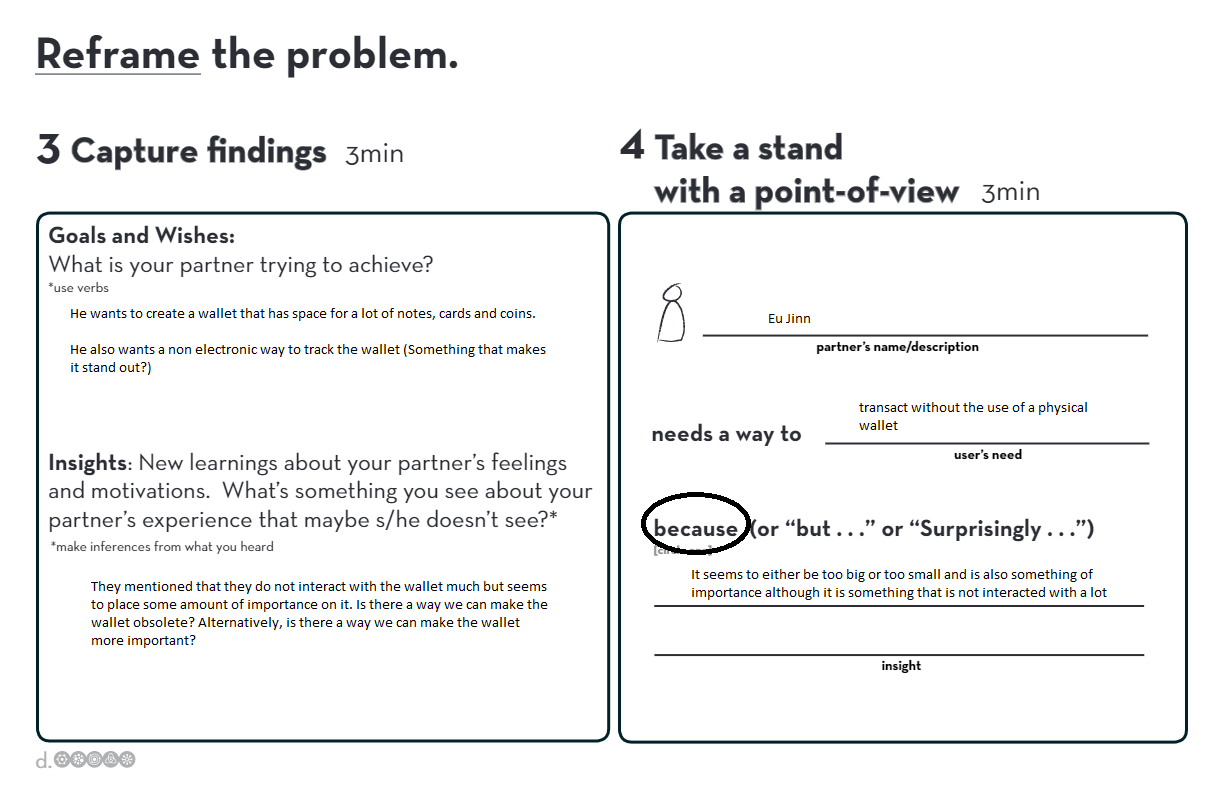 Reframe the problem.
3 Capture findings 3min
Goals and Wishes:
What is your partner trying to achieve?
*use verbs
He wants to create a wallet that has space for a lot of notes, cards and coins.
He also wants a non electronic way to track the wallet (Something that makes
it stand out?)
Insights: New learnings about your partner's feelings
and motivations. What's something you see about your
partner's experience that maybe s/he doesn't see?*
*make inferences from what you heard
They mentioned that they do not interact with the wallet much but seems
to place some amount of importance on it. Is there a way we can make the
wallet obsolete? Alternatively, is there a way we can make the wallet
more important?
4 Take a stand
with a point-of-view 3min
Eu Jinn
partner's name/description
transact without the use of a physical
wallet
needs a way to
user's need
because (or "but . . ." or "Surprisingly . . .")
It seems to either be too big or too small and is also something of
importance although it is something that is not interacted with a lot
insight
d.